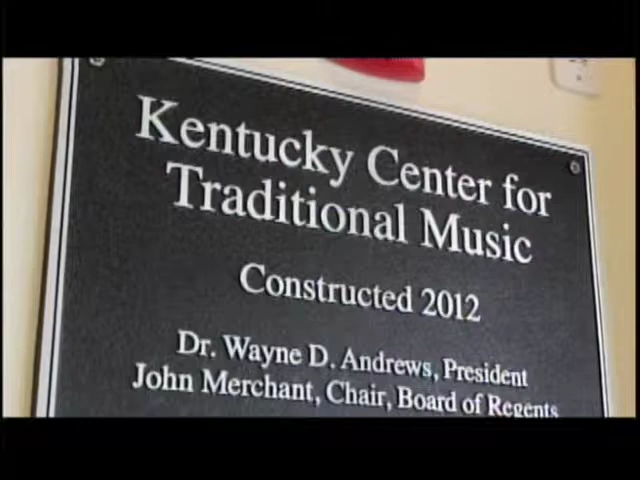 Kentucky Center for
Traditional Music
Constructed 2012
Dr. Wayne D. Andrews, President
John Merchant, Chair, Board of Regents